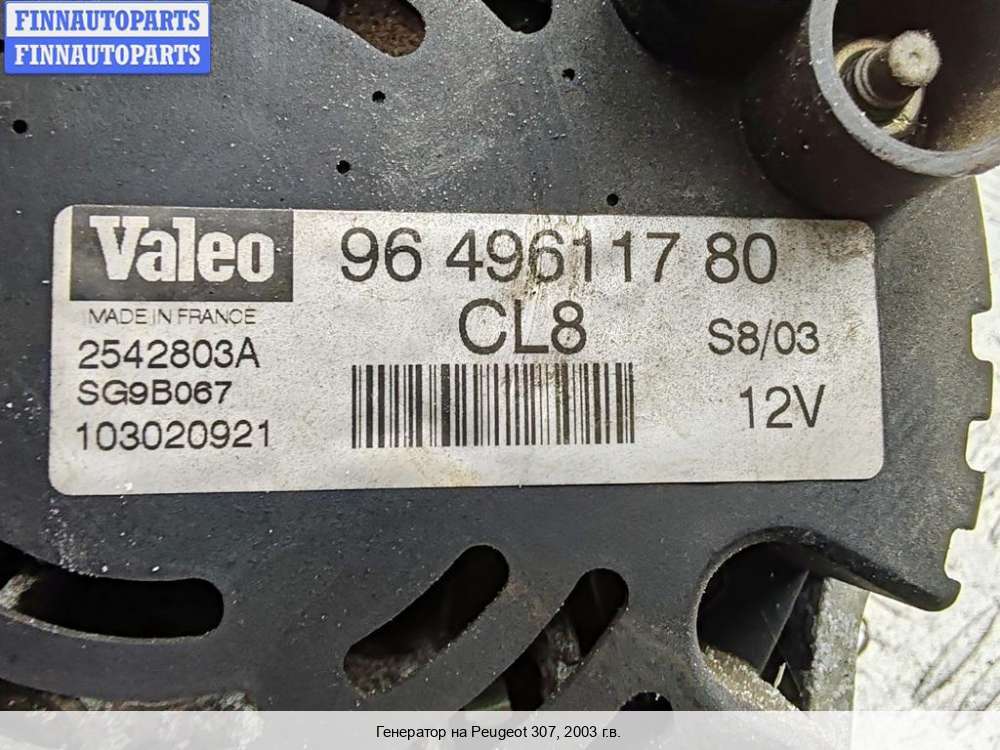 FINNAUTOPARTS
FINNAUTOPARTS
Valeo
96 496117 80
MADE IN FRANCE
CL8
S8/03
2542803A
SG9B067
12V
103020921
Генератор на Peugeot 307, 2003 г.в.